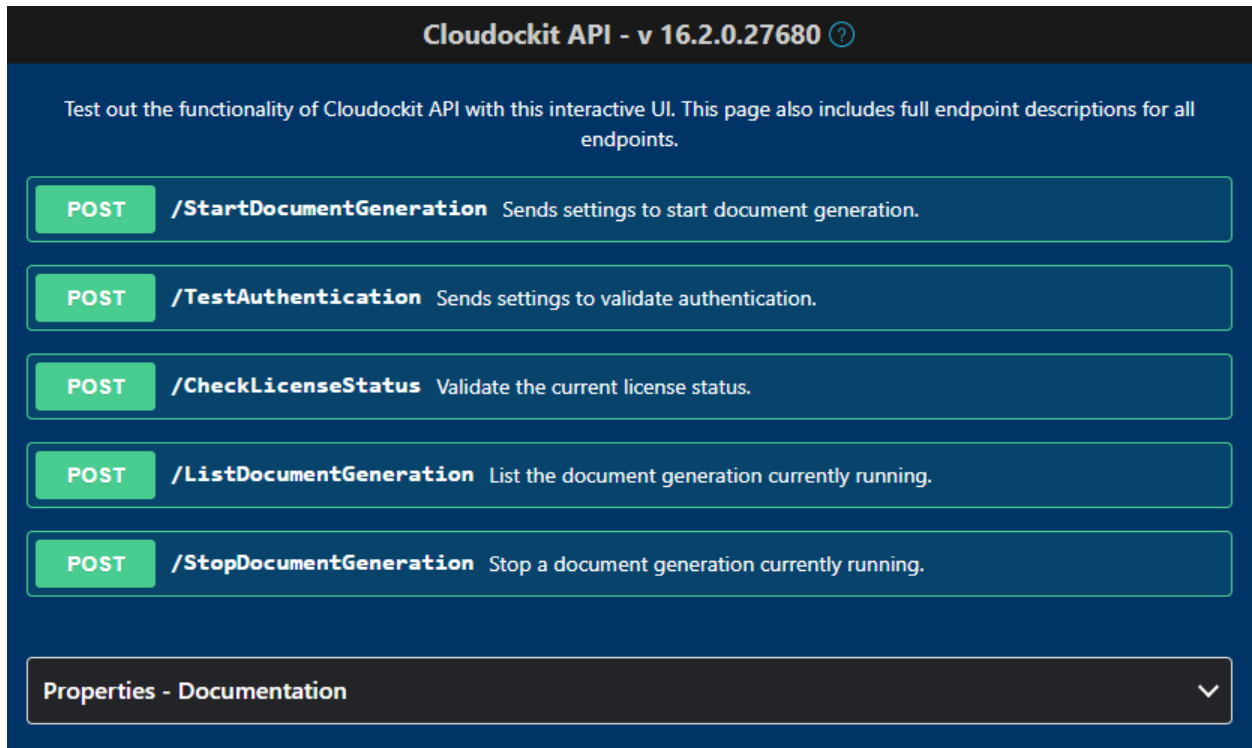 Cloudockit API - v 16.2.0.27680 ?
Test out the functionality of Cloudockit API with this interactive UI. This page also includes full endpoint descriptions for all
endpoints.
POST /StartDocumentGeneration Sends settings to start document generation.
POST /TestAuthentication Sends settings to validate authentication.
POST /CheckLicenseStatus Validate the current license status.
POST /ListDocumentGeneration List the document generation currently running.
POST /StopDocumentGeneration Stop a document generation currently running.
Properties - Documentation